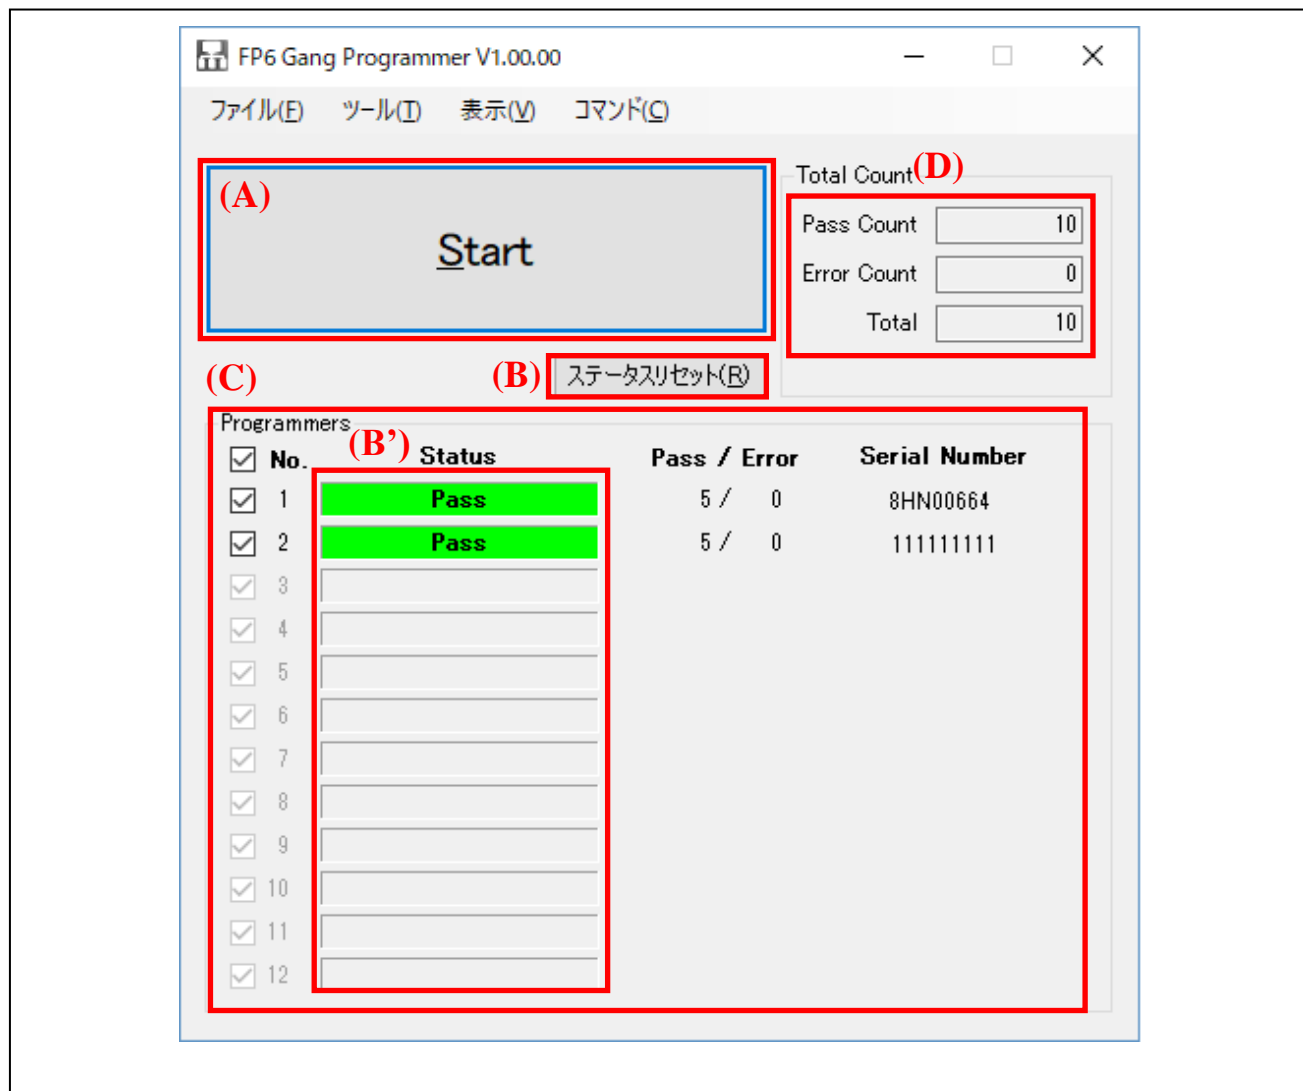 FP6 Gang Programmer V1.00.00
ファイル(F) ツール(T) 表示(V) コマンド(C)
(A)
Start
Total Count (D)
Pass Count 10
Error Count 0
Total 10
(B) ステータスリセット(R)
(C)
Programmers
No. (B’) Status Pass / Error Serial Number
1 Pass 5 / 0 8HN00664
2 Pass 5 / 0 111111111
3
4
5
6
7
8
9
10
11
12